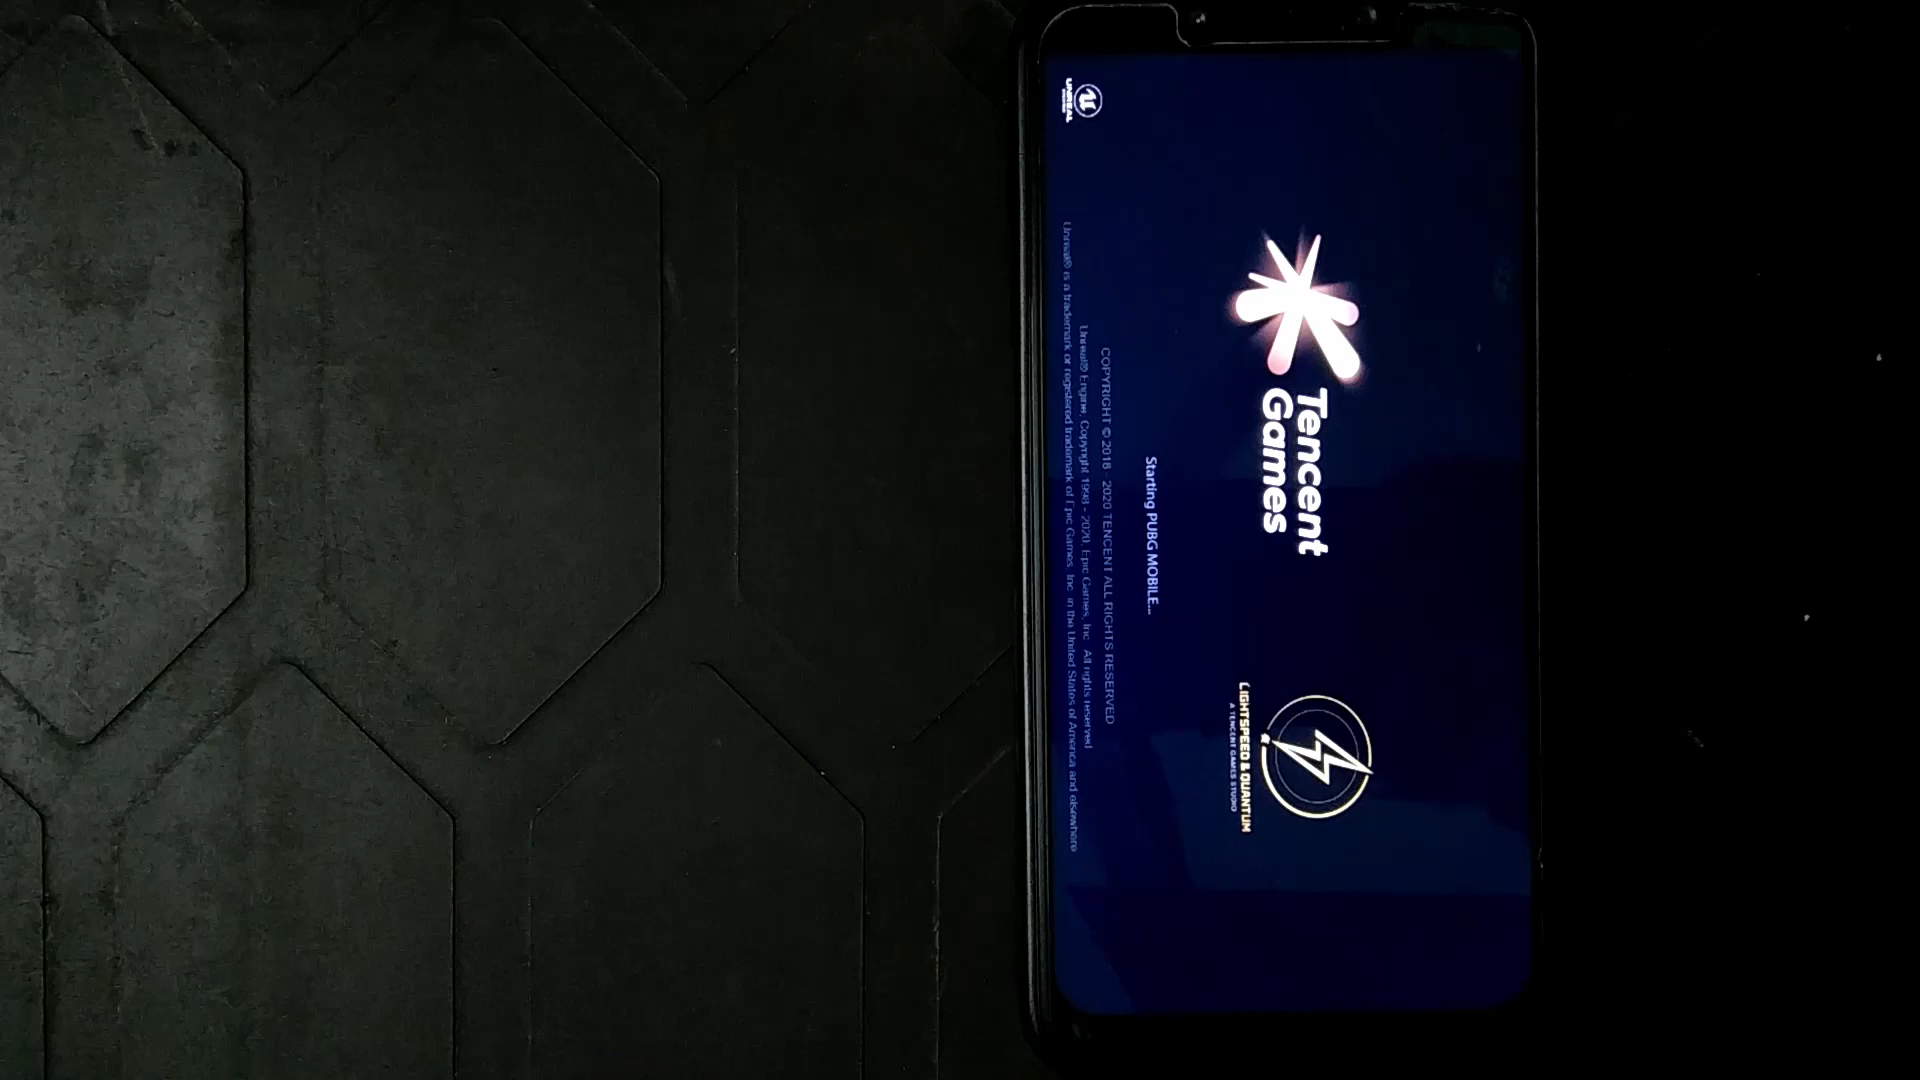 Tencent
Games
LIGHTSPEED & QUANTUM
A TENCENT GAMES STUDIO
Starting PUBG MOBILE...
COPYRIGHT © 2018 - 2020 TENCENT ALL RIGHTS RESERVED
Unreal® Engine, Copyright 1998 - 2020, Epic Games, Inc. All rights reserved
Unreal® is a trademark or registered trademark of Epic Games, Inc. in the United States of America and elsewhere
UNREAL